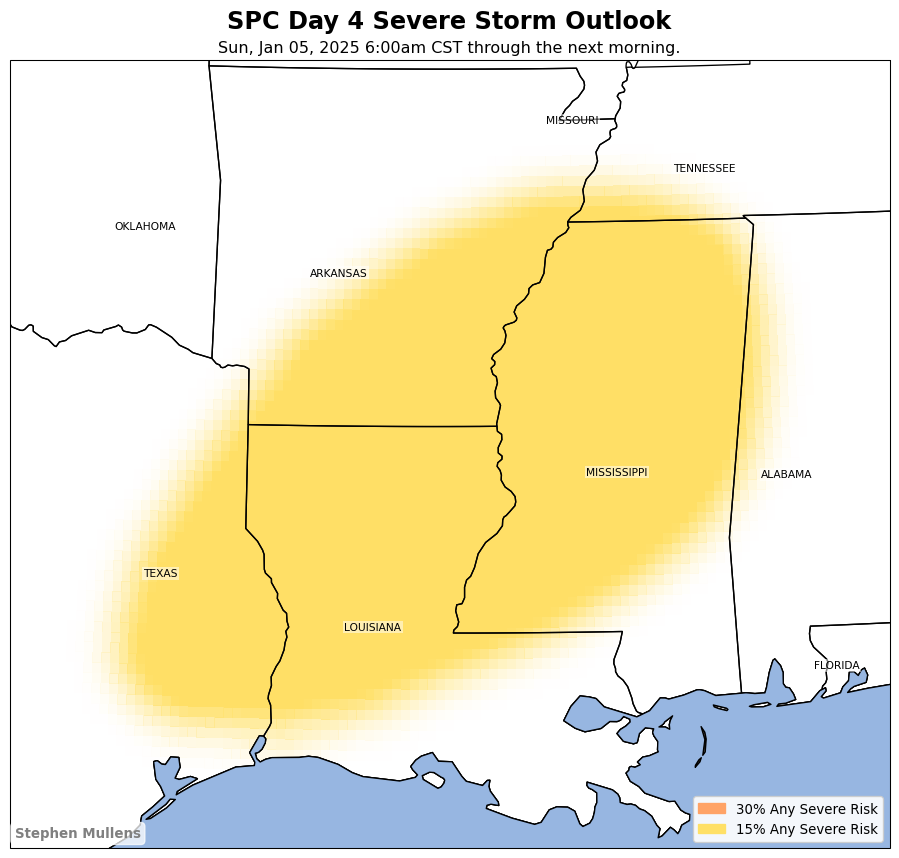 SPC Day 4 Severe Storm Outlook
Sun, Jan 05, 2025 6:00am CST through the next morning.
MISSOURI
TENNESSEE
OKLAHOMA
ARKANSAS
MISSISSIPPI
ALABAMA
TEXAS
LOUISIANA
FLORIDA
30% Any Severe Risk
15% Any Severe Risk
Stephen Mullens